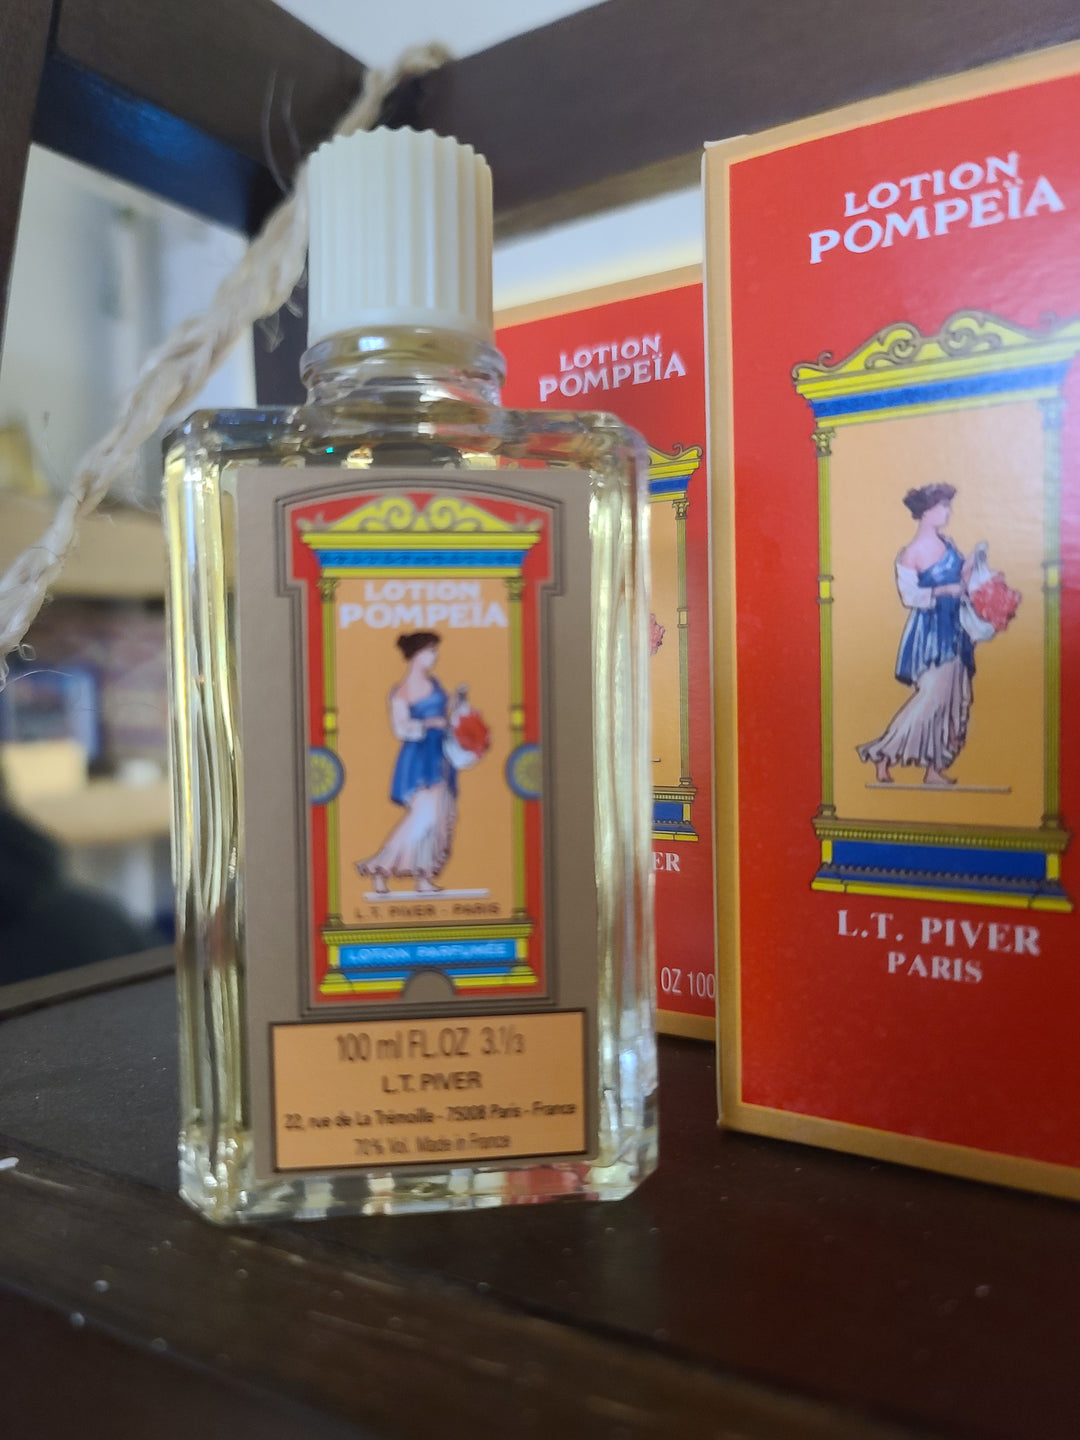 LOTION
POMPEÏA
L.T. PIVER - PARIS
LOTION PARFUMÉE
100 ml FL.OZ 3.⅓
L.T. PIVER
22, rue de La Trémoille - 75008 Paris - France
70% Vol. Made in France
LOTION
POMPEÏA
ER
OZ 100
LOTION
POMPEÏA
L.T. PIVER
PARIS